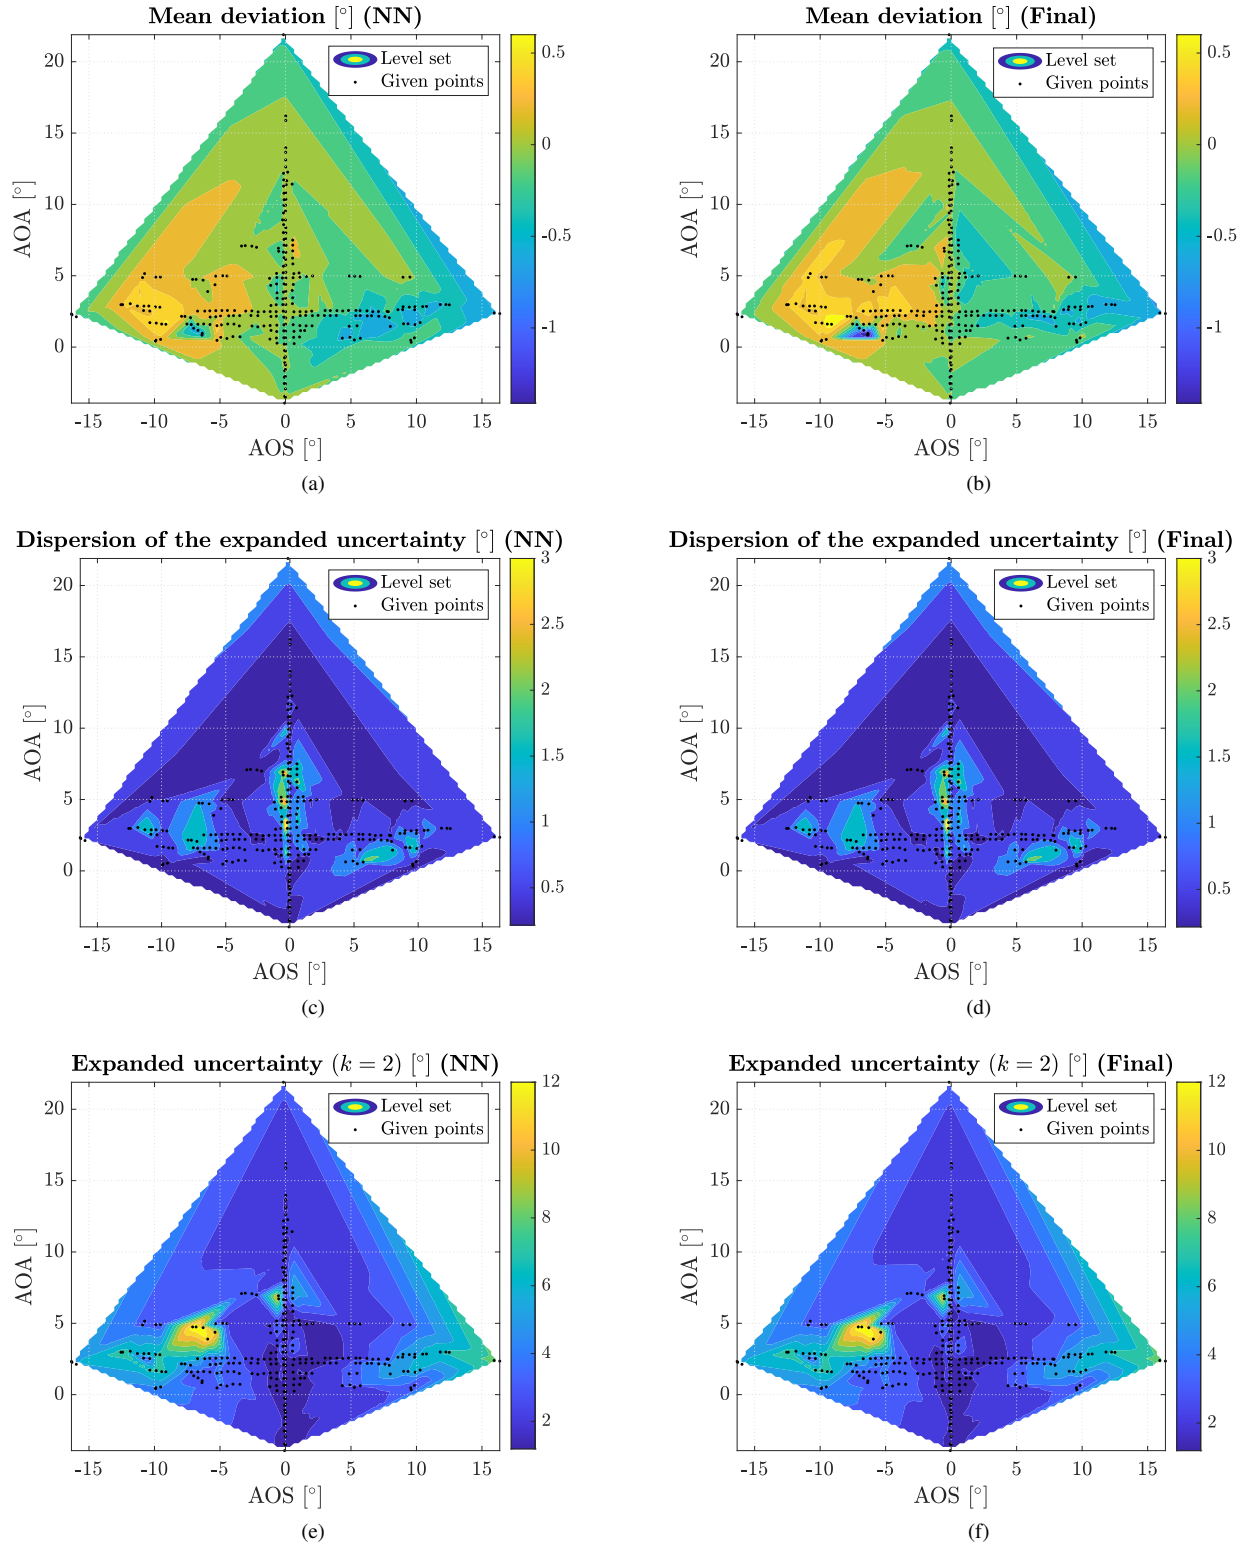 Mean deviation [°] (NN)
Level set
Given points
20
15
10
5
0
AOA [°]
-15 -10 -5 0 5 10 15
AOS [°]
0.5
0
-0.5
-1
(a)
Mean deviation [°] (Final)
Level set
Given points
20
15
10
5
0
AOA [°]
-15 -10 -5 0 5 10 15
AOS [°]
0.5
0
-0.5
-1
(b)
Dispersion of the expanded uncertainty [°] (NN)
Level set
Given points
20
15
10
5
0
AOA [°]
-15 -10 -5 0 5 10 15
AOS [°]
3
2.5
2
1.5
1
0.5
(c)
Dispersion of the expanded uncertainty [°] (Final)
Level set
Given points
20
15
10
5
0
AOA [°]
-15 -10 -5 0 5 10 15
AOS [°]
3
2.5
2
1.5
1
0.5
(d)
Expanded uncertainty (k = 2) [°] (NN)
Level set
Given points
20
15
10
5
0
AOA [°]
-15 -10 -5 0 5 10 15
AOS [°]
12
10
8
6
4
2
(e)
Expanded uncertainty (k = 2) [°] (Final)
Level set
Given points
20
15
10
5
0
AOA [°]
-15 -10 -5 0 5 10 15
AOS [°]
12
10
8
6
4
2
(f)